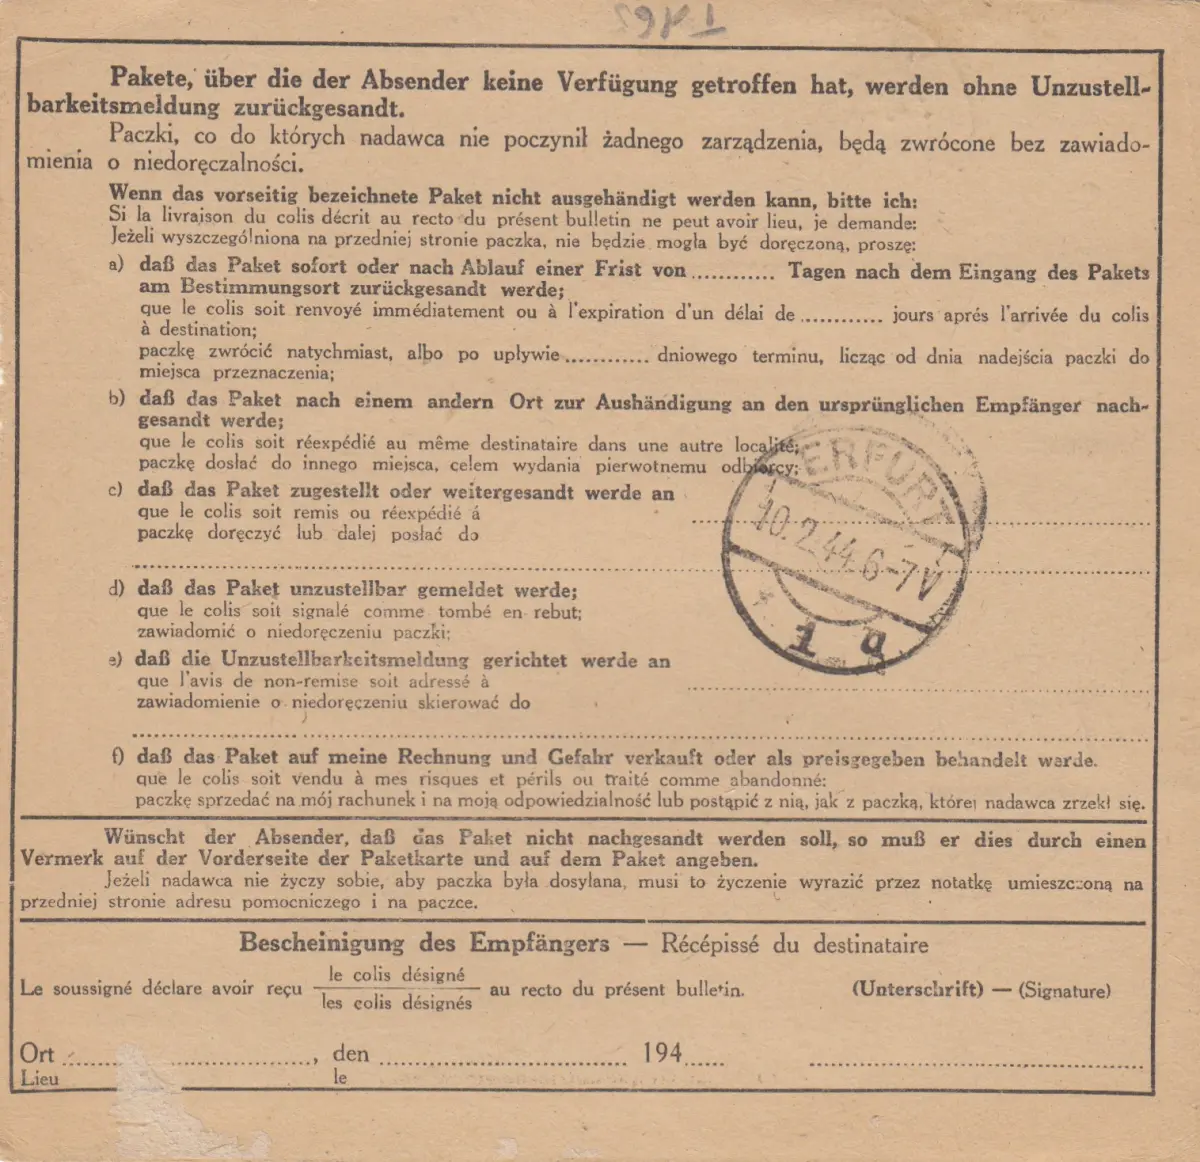 Pakete, über die der Absender keine Verfügung getroffen hat, werden ohne Unzustell-
barkeitsmeldung zurückgesandt.
Paczki, co do których nadawca nie poczynił żadnego zarządzenia, będą zwrócone bez zawiado-
mienia o niedoręczalności.
Wenn das vorseitig bezeichnete Paket nicht ausgehändigt werden kann, bitte ich:
Si la livraison du colis décrit au recto du présent bulletin ne peut avoir lieu, je demande:
Jeżeli wyszczególniona na przedniej stronie paczka, nie będzie mogła być doręczoną, proszę:
a) daß das Paket sofort oder nach Ablauf einer Frist von ............ Tagen nach dem Eingang des Pakets
am Bestimmungsort zurückgesandt werde;
que le colis soit renvoyé immédiatement ou à l'expiration d'un délai de ............ jours aprés l'arrivée du colis
à destination;
paczkę zwrócić natychmiast, albo po upływie ............ dniowego terminu, licząc od dnia nadejścia paczki do
miejsca przeznaczenia;
b) daß das Paket nach einem andern Ort zur Aushändigung an den ursprünglichen Empfänger nach-
gesandt werde;
que le colis soit réexpédié au même destinataire dans une autre localité;
paczkę dosłać do innego miejsca, celem wydania pierwotnemu odbiorcy;
c) daß das Paket zugestellt oder weitergesandt werde an
que le colis soit remis ou réexpédié á
paczkę doręczyć lub dalej posłać do
ERFURT
10.2.44.6-7V
1 q
d) daß das Paket unzustellbar gemeldet werde;
que le colis soit signalé comme tombé en rebut;
zawiadomić o niedoręczeniu paczki;
e) daß die Unzustellbarkeitsmeldung gerichtet werde an
que l'avis de non-remise soit adressé à
zawiadomienie o niedoręczeniu skierować do
f) daß das Paket auf meine Rechnung und Gefahr verkauft oder als preisgegeben behandelt werde.
que le colis soit vendu à mes risques et périls ou traité comme abandonné;
paczkę sprzedać na mój rachunek i na moją odpowiedzialność lub postąpić z nią, jak z paczką, której nadawca zrzekł się.
Wünscht der Absender, daß das Paket nicht nachgesandt werden soll, so muß er dies durch einen
Vermerk auf der Vorderseite der Paketkarte und auf dem Paket angeben.
Jeżeli nadawca nie życzy sobie, aby paczka była dosyłana, musi to życzenie wyrazić przez notatkę umieszczoną na
przedniej stronie adresu pomocniczego i na paczce.
Bescheinigung des Empfängers — Récépissé du destinataire
Le soussigné déclare avoir reçu le colis désigné / les colis désignés au recto du présent bulletin. (Unterschrift) — (Signature)
Ort ............, den ............ 194......
Lieu le